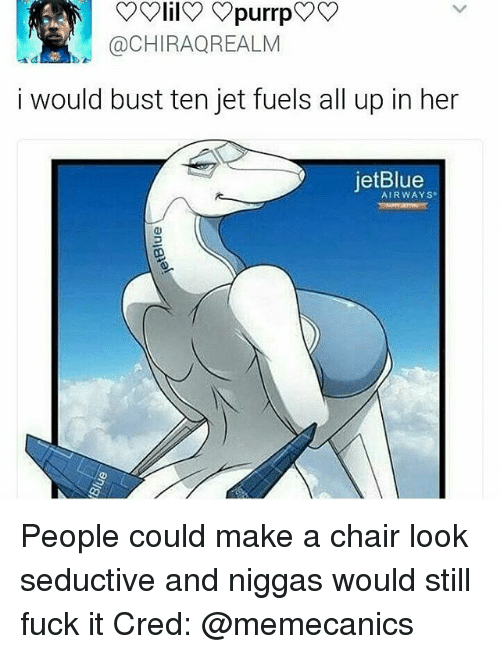 ♡♡lil♡ ♡purrp♡♡
@CHIRAQREALM
i would bust ten jet fuels all up in her
jetBlue
AIRWAYS
jetBlue
Blue
People could make a chair look
seductive and niggas would still
fuck it Cred: @memecanics